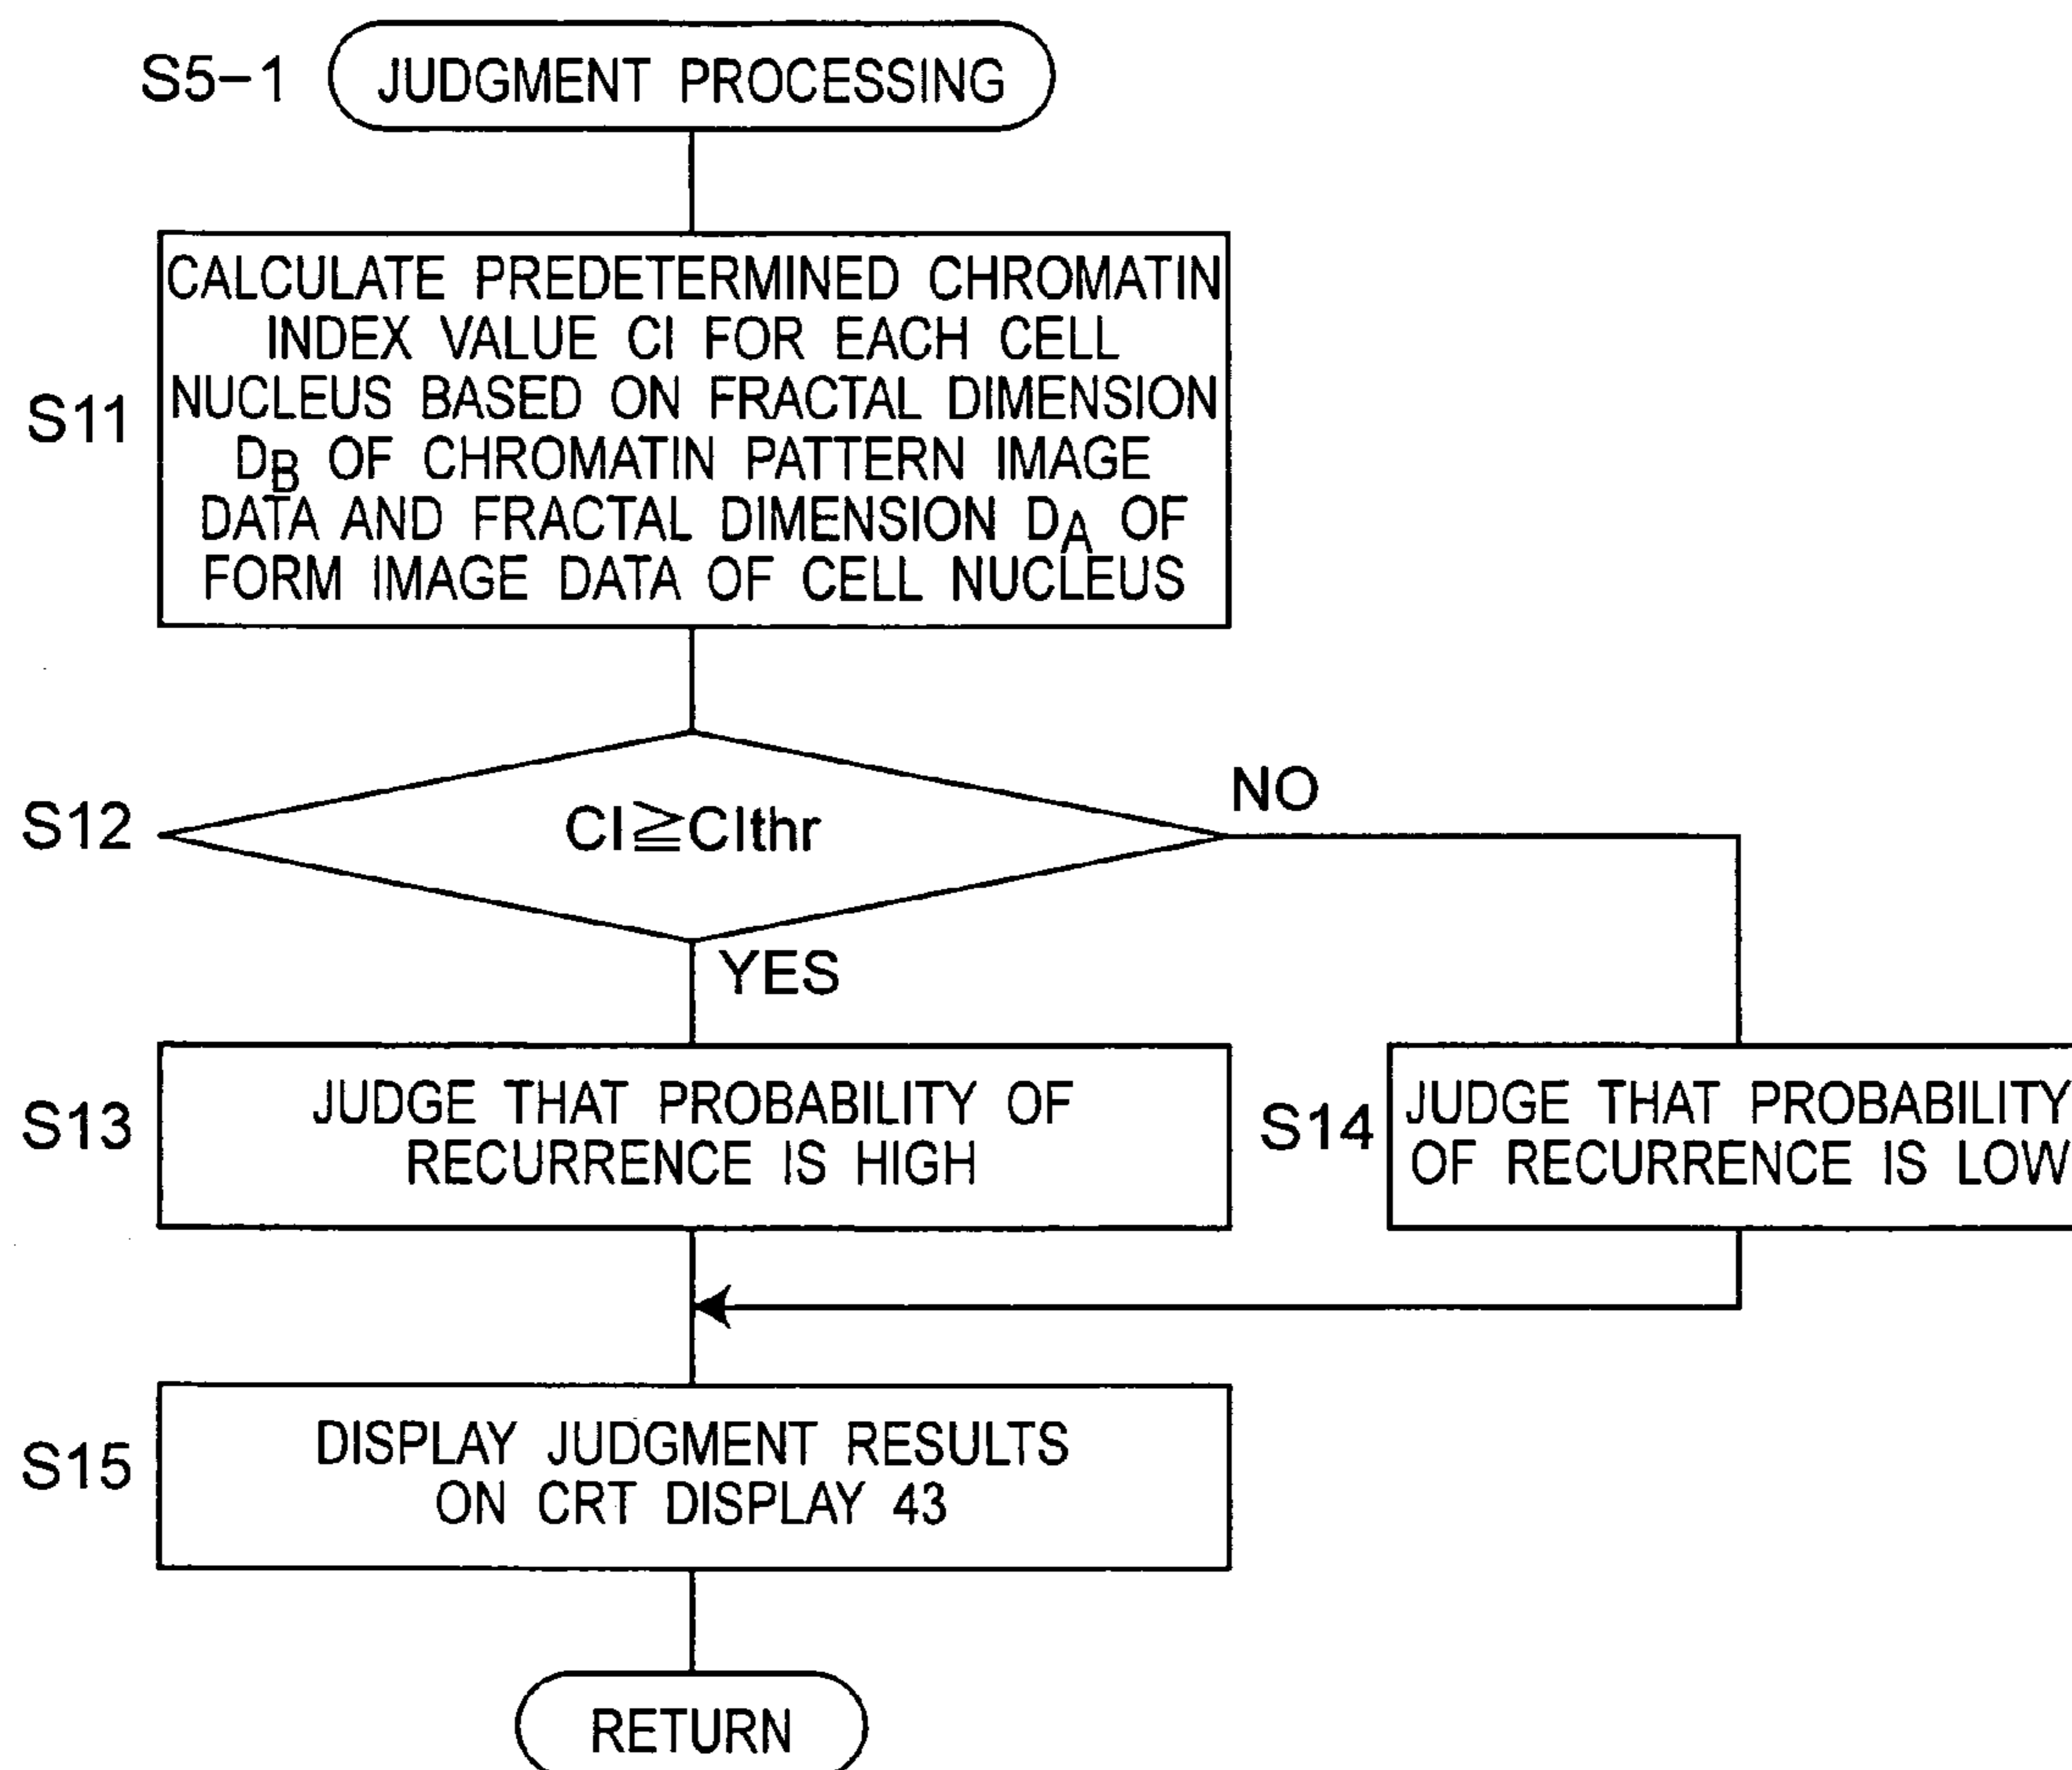 S5-1 JUDGMENT PROCESSING
S11
CALCULATE PREDETERMINED CHROMATIN
INDEX VALUE CI FOR EACH CELL
NUCLEUS BASED ON FRACTAL DIMENSION
DB OF CHROMATIN PATTERN IMAGE
DATA AND FRACTAL DIMENSION DA OF
FORM IMAGE DATA OF CELL NUCLEUS
S12
CI≧CIthr
NO
YES
S13
JUDGE THAT PROBABILITY OF
RECURRENCE IS HIGH
S14
JUDGE THAT PROBABILITY
OF RECURRENCE IS LOW
S15
DISPLAY JUDGMENT RESULTS
ON CRT DISPLAY 43
RETURN